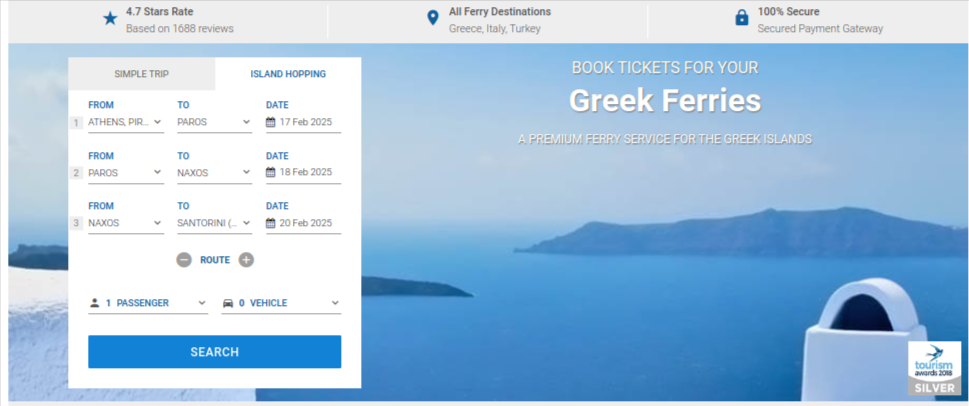 4.7 Stars Rate
Based on 1688 reviews
All Ferry Destinations
Greece, Italy, Turkey
100% Secure
Secured Payment Gateway
SIMPLE TRIP
ISLAND HOPPING
FROM TO DATE
1 ATHENS, PIR... PAROS 17 Feb 2025
FROM TO DATE
2 PAROS NAXOS 18 Feb 2025
FROM TO DATE
3 NAXOS SANTORINI (... 20 Feb 2025
ROUTE
1 PASSENGER 0 VEHICLE
SEARCH
BOOK TICKETS FOR YOUR
Greek Ferries
A PREMIUM FERRY SERVICE FOR THE GREEK ISLANDS
tourism
awards 2018
SILVER